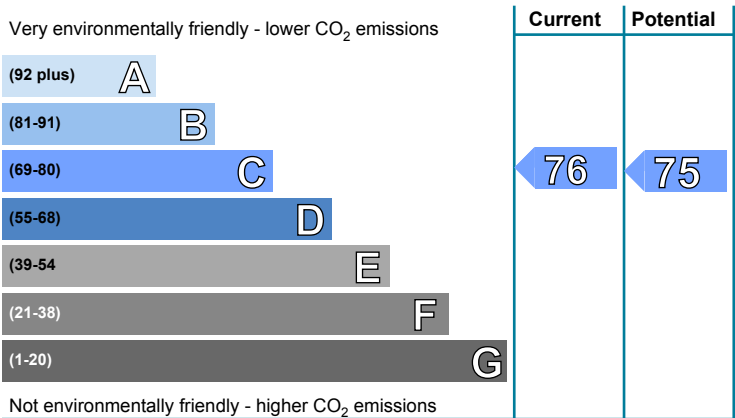 Current Potential
Very environmentally friendly - lower CO2 emissions
(92 plus) A
(81-91) B
(69-80) C 76 75
(55-68) D
(39-54 E
(21-38) F
(1-20) G
Not environmentally friendly - higher CO2 emissions